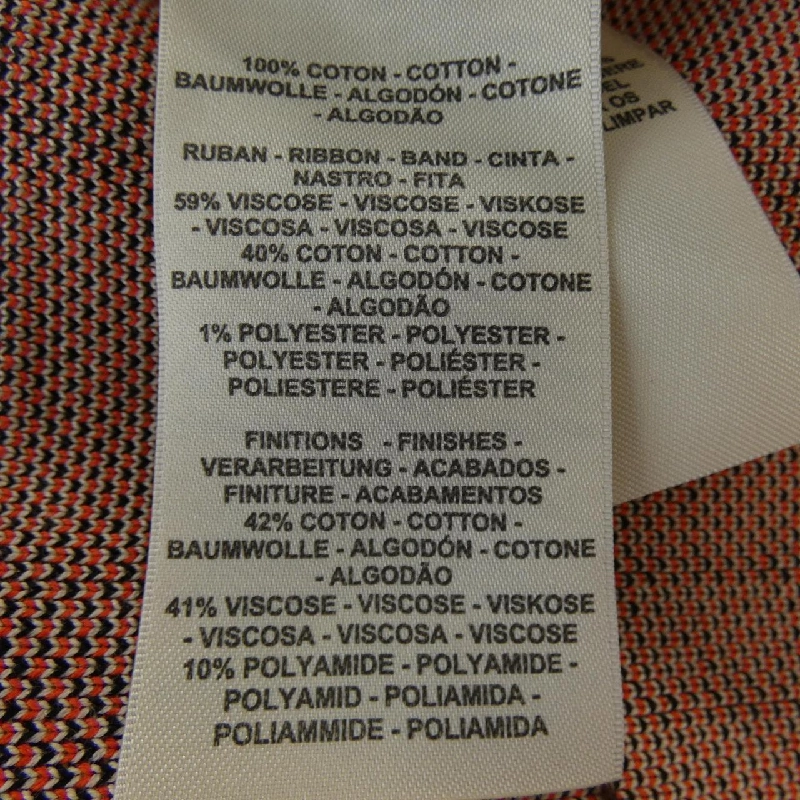 100% COTON - COTTON -
BAUMWOLLE - ALGODÓN - COTONE
- ALGODÃO
RUBAN - RIBBON - BAND - CINTA -
NASTRO - FITA
59% VISCOSE - VISCOSE - VISKOSE
- VISCOSA - VISCOSA - VISCOSE
40% COTON - COTTON -
BAUMWOLLE - ALGODÓN - COTONE
- ALGODÃO
1% POLYESTER - POLYESTER -
POLYESTER - POLIÉSTER -
POLIESTERE - POLIÉSTER
FINITIONS - FINISHES -
VERARBEITUNG - ACABADOS -
FINITURE - ACABAMENTOS
42% COTON - COTTON -
BAUMWOLLE - ALGODÓN - COTONE
- ALGODÃO
41% VISCOSE - VISCOSE - VISKOSE
- VISCOSA - VISCOSA - VISCOSE
10% POLYAMIDE - POLYAMIDE -
POLYAMID - POLIAMIDA -
POLIAMMIDE - POLIAMIDA
OS
LIMPAR